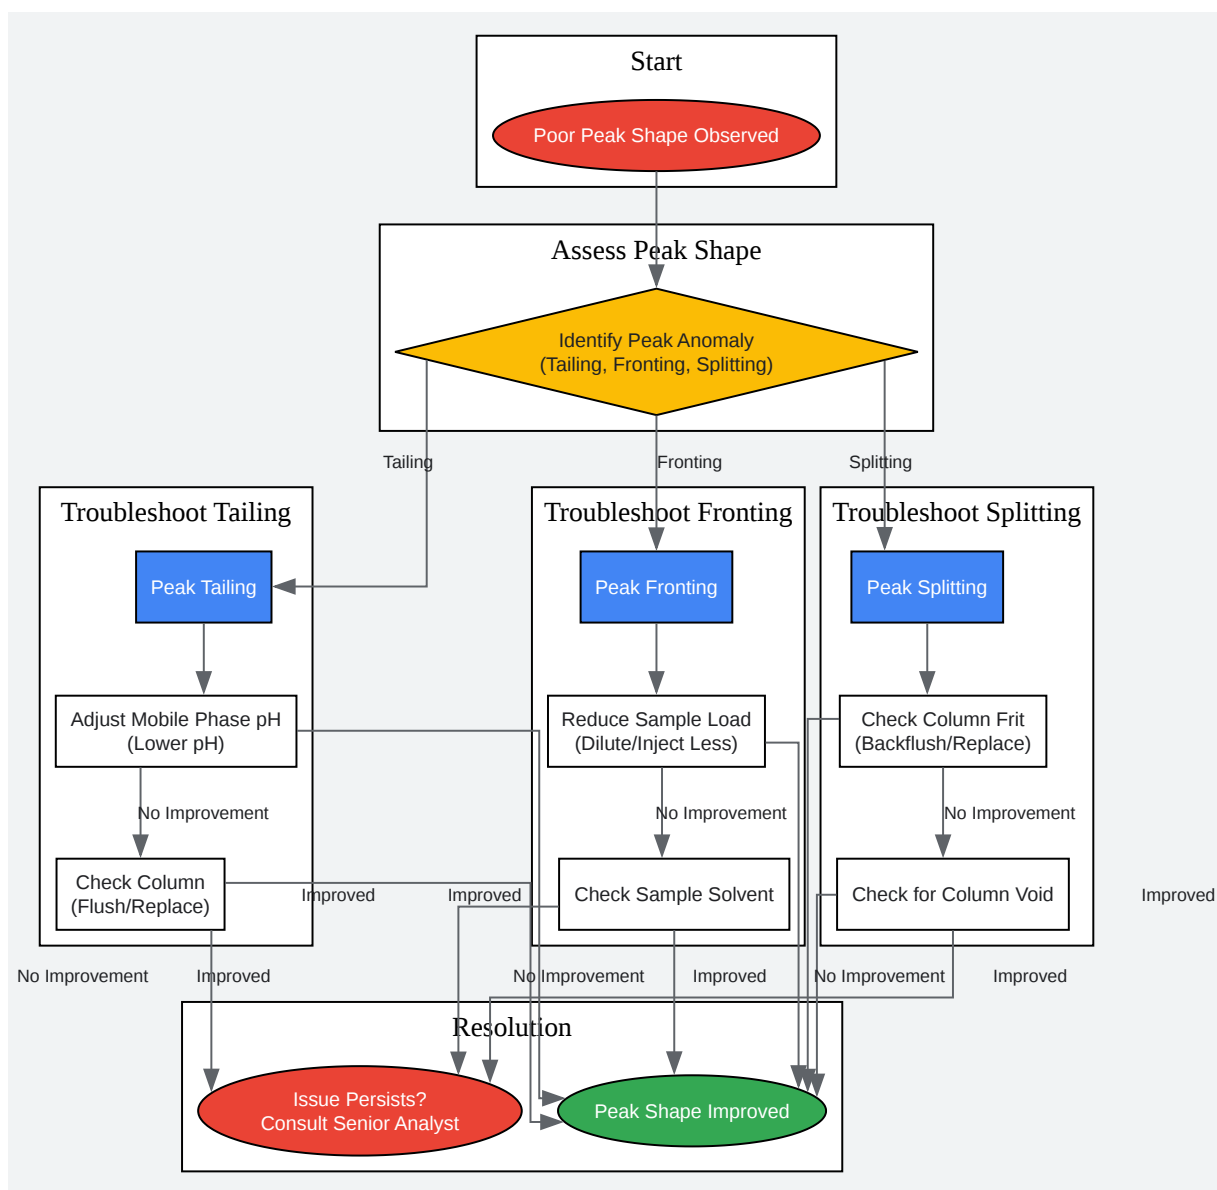 Start
Poor Peak Shape Observed
Assess Peak Shape
Identify Peak Anomaly
(Tailing, Fronting, Splitting)
Tailing
Fronting
Splitting
Troubleshoot Tailing
Troubleshoot Fronting
Troubleshoot Splitting
Peak Tailing
Peak Fronting
Peak Splitting
Adjust Mobile Phase pH
(Lower pH)
Reduce Sample Load
(Dilute/Inject Less)
Check Column Frit
(Backflush/Replace)
No Improvement
No Improvement
No Improvement
Check Column
(Flush/Replace)
Improved
Improved
Check Sample Solvent
Check for Column Void
Improved
No Improvement
Improved
No Improvement
Improved
No Improvement
Improved
Resolution
Issue Persists?
Consult Senior Analyst
Peak Shape Improved